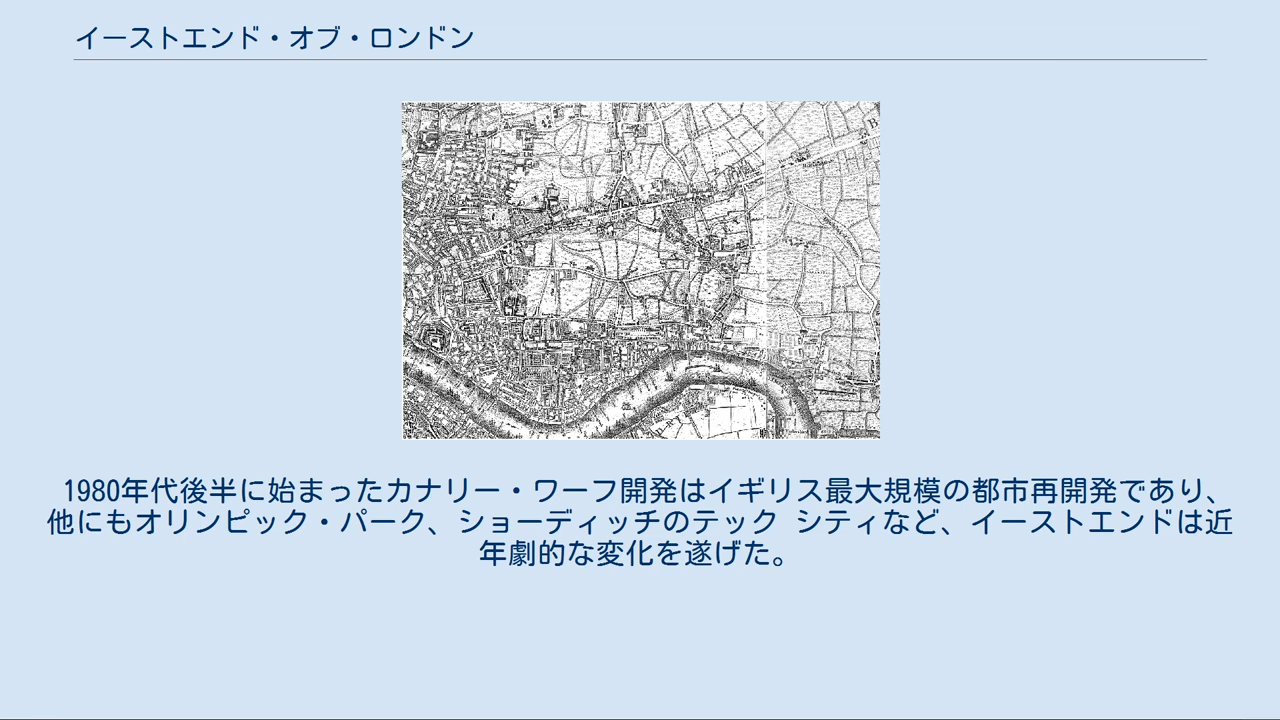 イーストエンド・オブ・ロンドン
1980年代後半に始まったカナリー・ワーフ開発はイギリス最大規模の都市再開発であり、
他にもオリンピック・パーク、ショーディッチのテック シティなど、イーストエンドは近
年劇的な変化を遂げた。